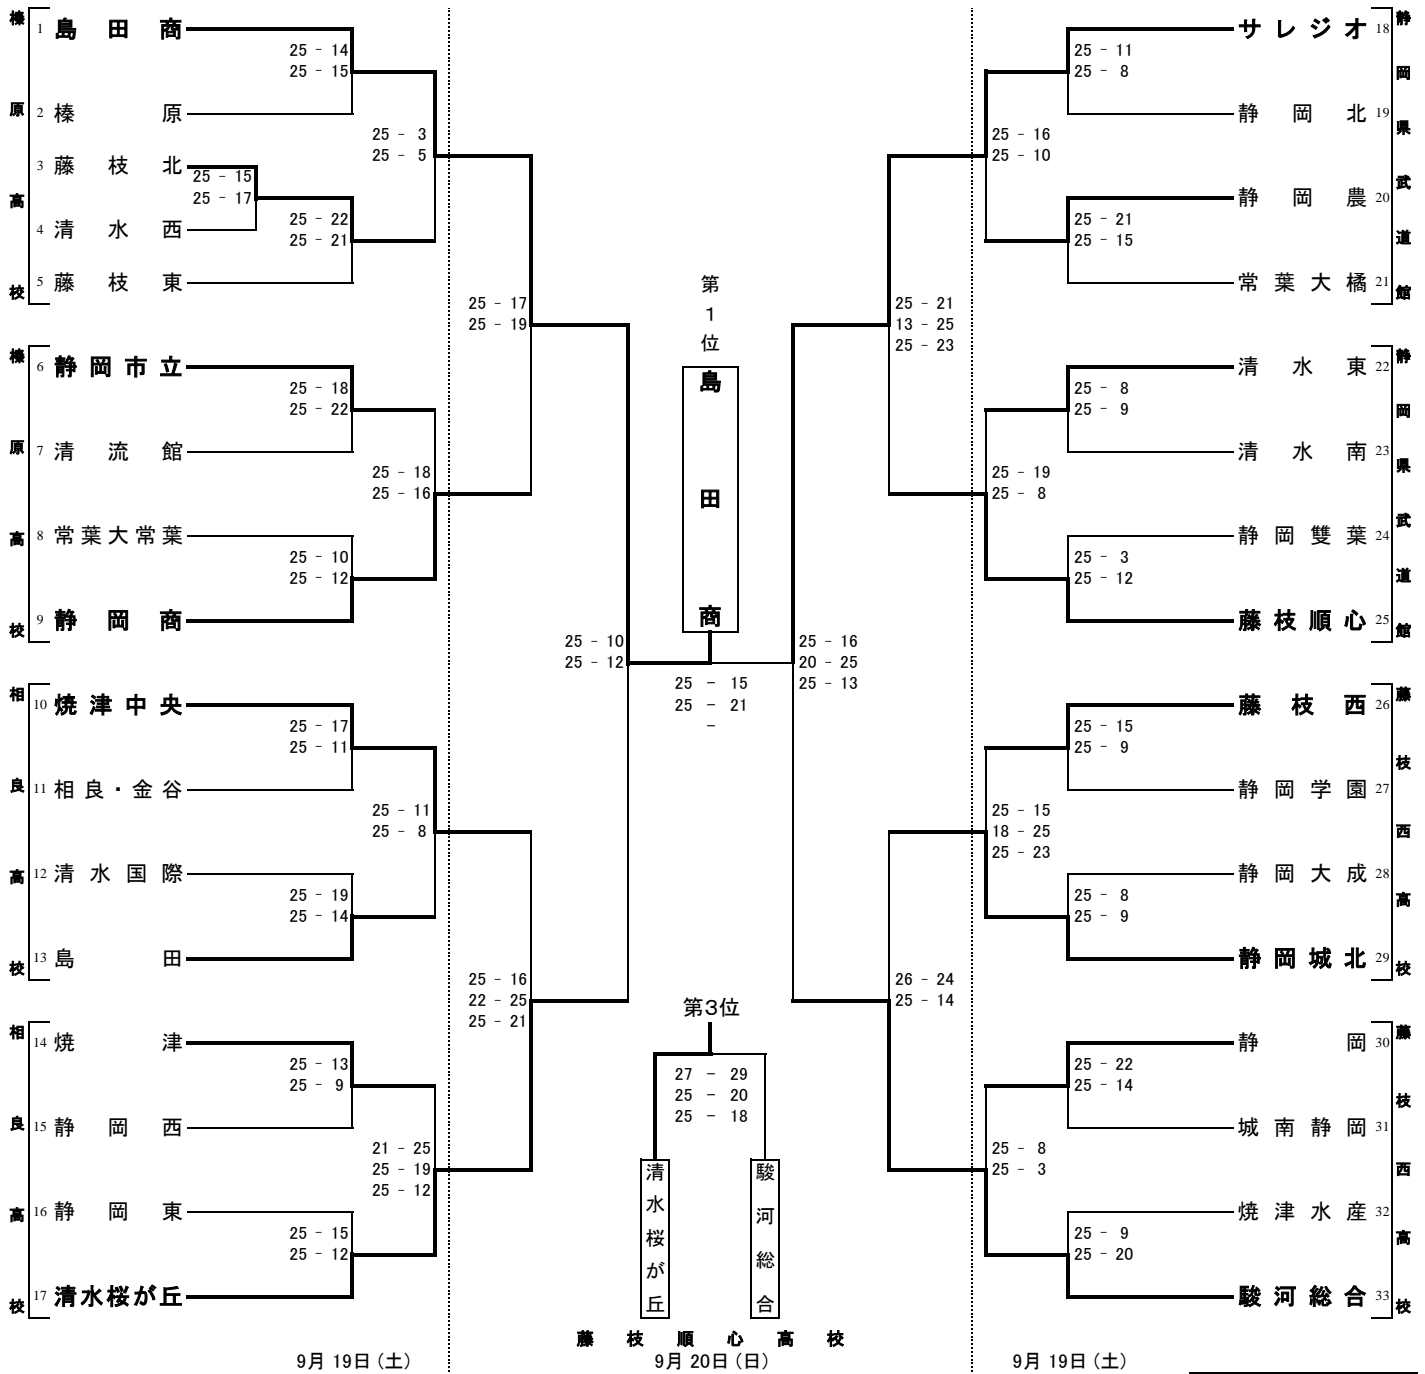 榛原高校
1 島田商
25 - 14
25 - 15
2 榛原
25 - 3
25 - 5
3 藤枝北
25 - 15
25 - 17
4 清水西
25 - 22
25 - 21
5 藤枝東
25 - 17
25 - 19
榛原高校
6 静岡市立
25 - 18
25 - 22
7 清流館
25 - 18
25 - 16
8 常葉大常葉
25 - 10
25 - 12
9 静岡商
25 - 10
25 - 12
相良高校
10 焼津中央
25 - 17
25 - 11
11 相良・金谷
25 - 11
25 - 8
12 清水国際
25 - 19
25 - 14
13 島田
25 - 16
22 - 25
25 - 21
相良高校
14 焼津
25 - 13
25 - 9
15 静岡西
21 - 25
25 - 19
25 - 12
16 静岡東
25 - 15
25 - 12
17 清水桜が丘
第1位
島田商
25 - 15
25 - 21
-
第3位
27 - 29
25 - 20
25 - 18
清水桜が丘
駿河総合
静岡県武道館
サレジオ 18
25 - 11
25 - 8
静岡北 19
25 - 16
25 - 10
静岡農 20
25 - 21
25 - 15
常葉大橘 21
25 - 21
13 - 25
25 - 23
静岡県武道館
清水東 22
25 - 8
25 - 9
清水南 23
25 - 19
25 - 8
静岡雙葉 24
25 - 3
25 - 12
藤枝順心 25
25 - 16
20 - 25
25 - 13
藤枝西高校
藤枝西 26
25 - 15
25 - 9
静岡学園 27
25 - 15
18 - 25
25 - 23
静岡大成 28
25 - 8
25 - 9
静岡城北 29
26 - 24
25 - 14
藤枝西高校
静岡 30
25 - 22
25 - 14
城南静岡 31
25 - 8
25 - 3
焼津水産 32
25 - 9
25 - 20
駿河総合 33
藤枝順心高校
9月 19日（土）
9月 20日（日）
9月 19日（土）